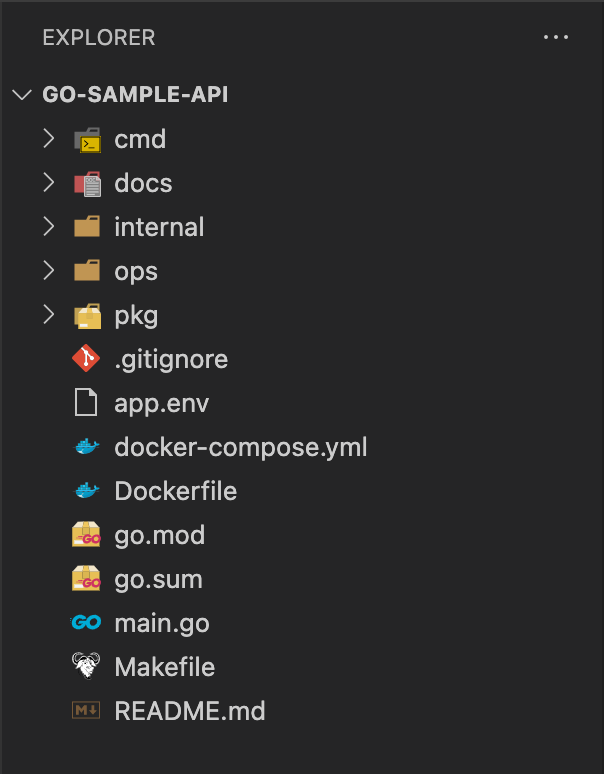 EXPLORER
GO-SAMPLE-API
cmd
docs
internal
ops
pkg
.gitignore
app.env
docker-compose.yml
Dockerfile
go.mod
go.sum
main.go
Makefile
README.md